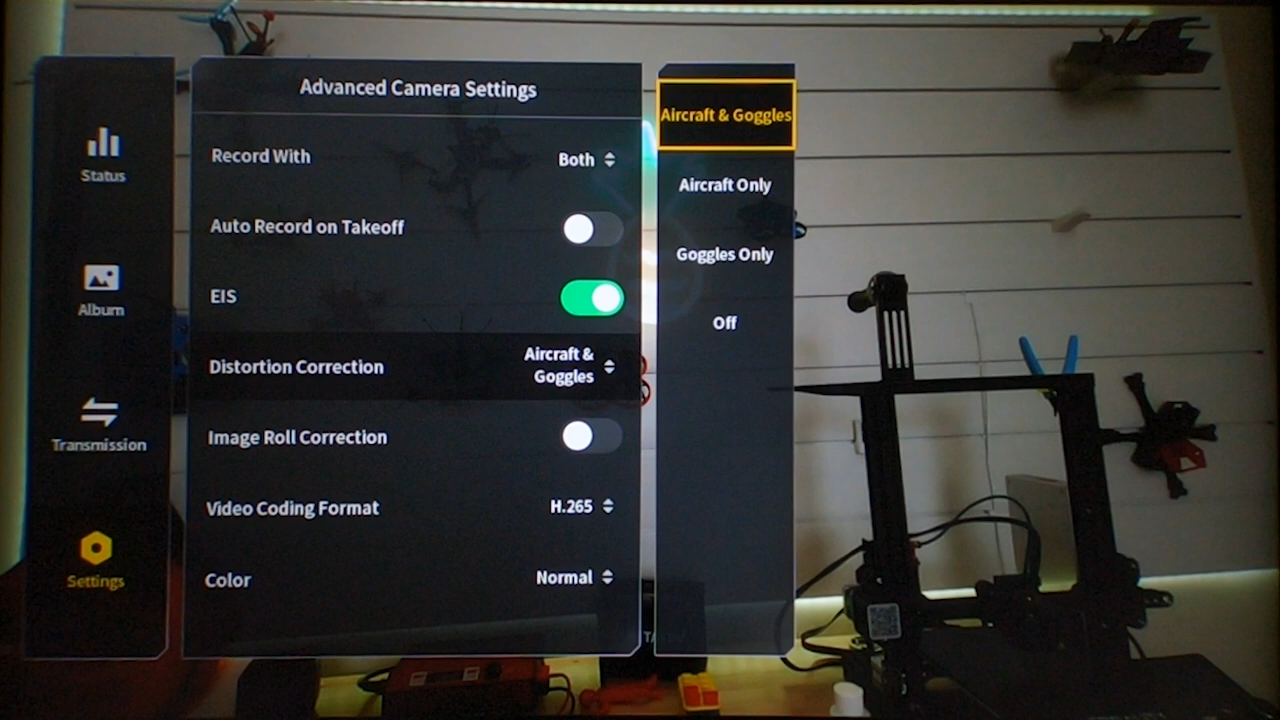 Status
Album
Transmission
Settings
Advanced Camera Settings
Record With
Both
Auto Record on Takeoff
EIS
Distortion Correction
Aircraft &
Goggles
Image Roll Correction
Video Coding Format
H.265
Color
Normal
Aircraft & Goggles
Aircraft Only
Goggles Only
Off